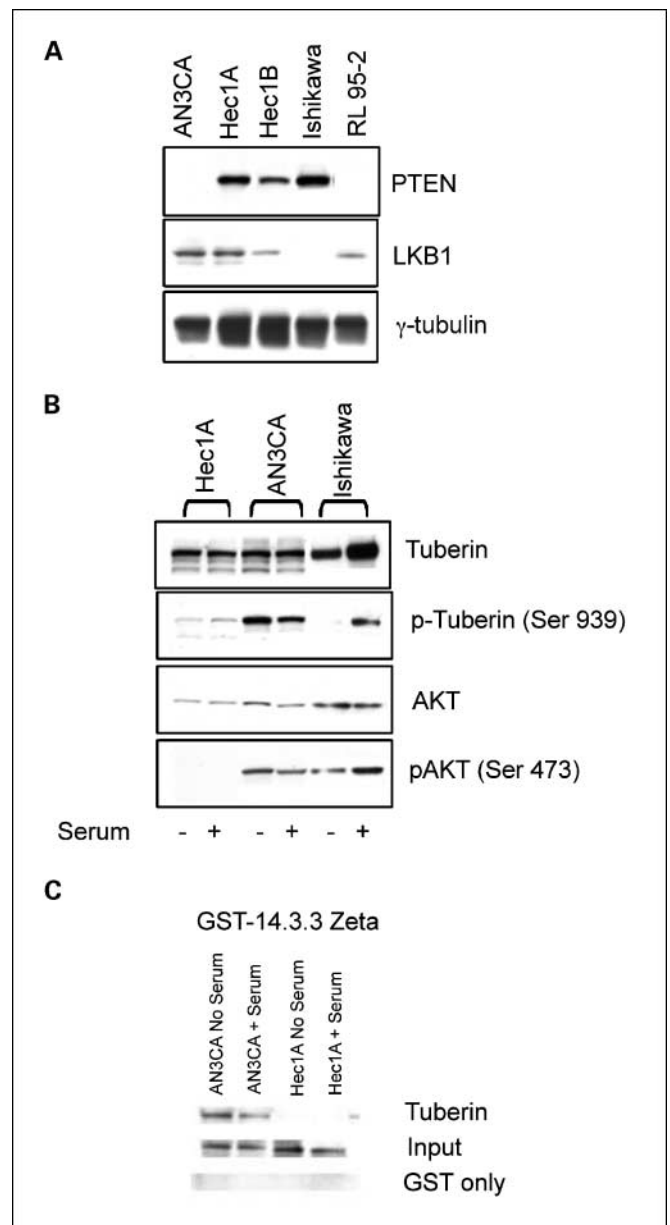 A
AN3CA
Hec1A
Hec1B
Ishikawa
RL 95-2
PTEN
LKB1
γ-tubulin
B
Hec1A
AN3CA
Ishikawa
Tuberin
p-Tuberin (Ser 939)
AKT
pAKT (Ser 473)
Serum - + - + - +
C
GST-14.3.3 Zeta
AN3CA No Serum
AN3CA + Serum
Hec1A No Serum
Hec1A + Serum
Tuberin
Input
GST only